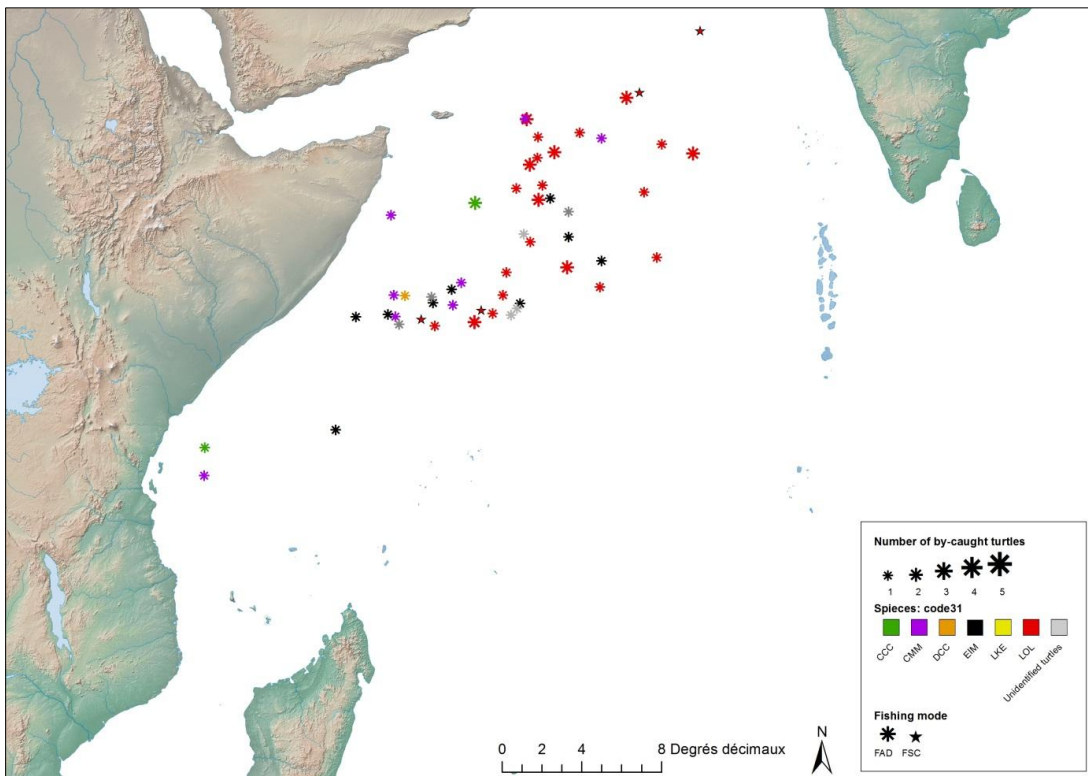 Number of by-caught turtles
1 2 3 4 5
Spieces: code31
CCC CMM DCC EIM LKE LOL Unidentified turtles
Fishing mode
FAD FSC
N
0 2 4 8 Degrés décimaux